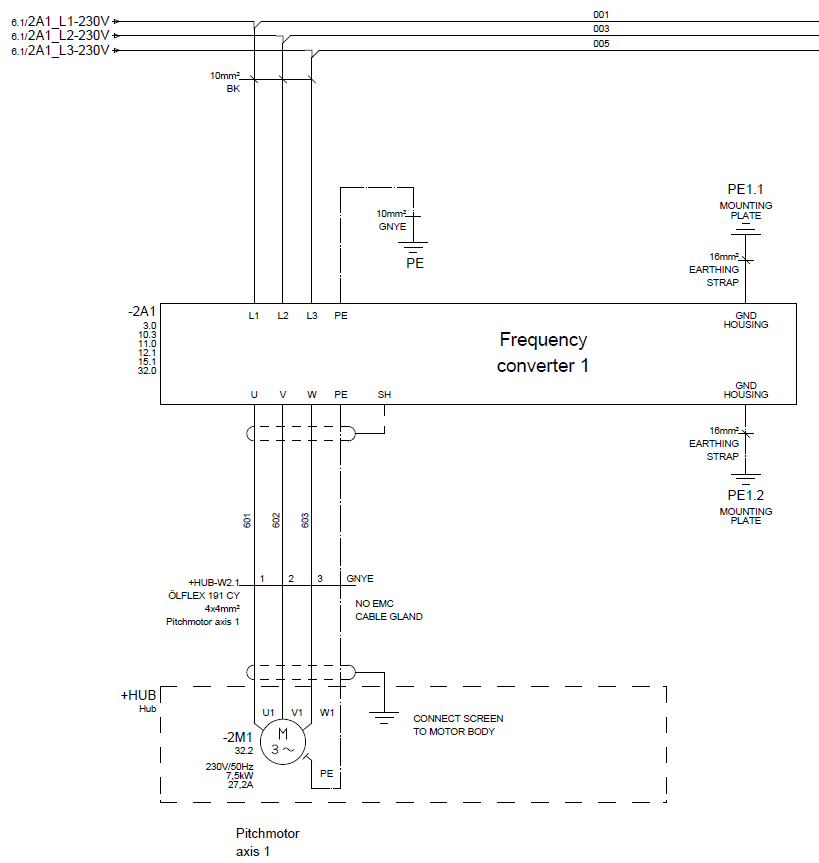 6.1/2A1_L1-230V
001
6.1/2A1_L2-230V
003
6.1/2A1_L3-230V
005
10mm²
BK
10mm²
GNYE
PE
PE1.1
MOUNTING
PLATE
16mm²
EARTHING
STRAP
-2A1
3.0
10.3
11.0
12.1
15.1
32.0
L1 L2 L3 PE
GND
HOUSING
Frequency
converter 1
U V W PE SH
GND
HOUSING
16mm²
EARTHING
STRAP
PE1.2
MOUNTING
PLATE
601 602 603
+HUB-W2.1
ÖLFLEX 191 CY
4x4mm²
Pitchmotor axis 1
1 2 3 GNYE
NO EMC
CABLE GLAND
+HUB
Hub
U1 V1 W1
CONNECT SCREEN
TO MOTOR BODY
-2M1
32.2
230V/50Hz
7,5kW
27,2A
M
3 ~
PE
Pitchmotor
axis 1